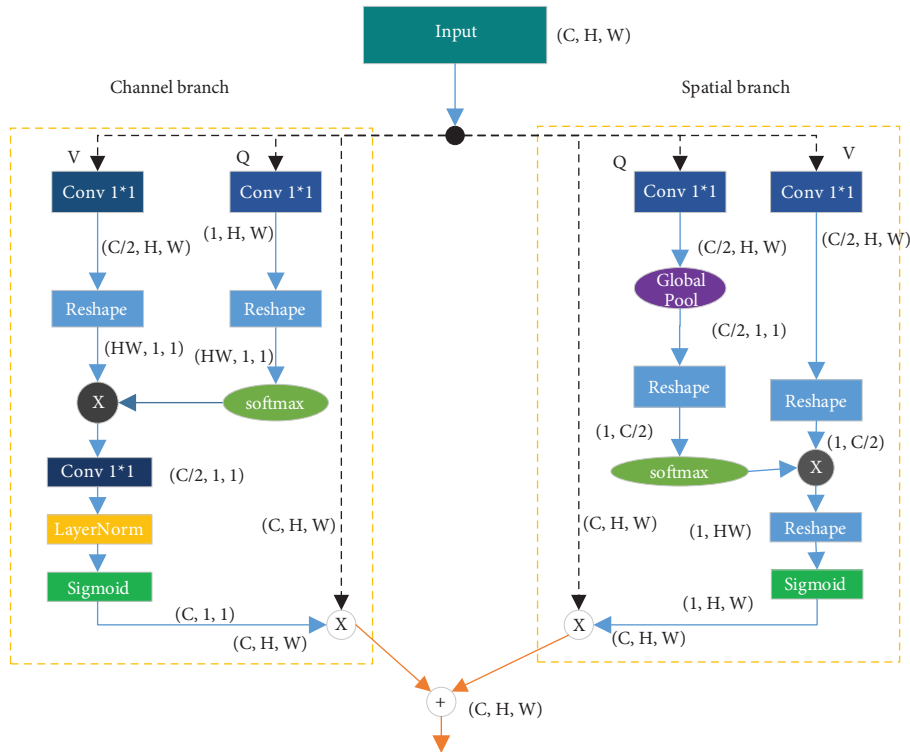 Input
(C, H, W)
Channel branch
Spatial branch
V
Q
Q
V
Conv 1*1
Conv 1*1
Conv 1*1
Conv 1*1
(C/2, H, W)
(1, H, W)
(C/2, H, W)
(C/2, H, W)
Global
Pool
Reshape
Reshape
(C/2, 1, 1)
(HW, 1, 1)
(HW, 1, 1)
Reshape
Reshape
X
softmax
(1, C/2)
(1, C/2)
Conv 1*1
(C/2, 1, 1)
softmax
X
LayerNorm
(C, H, W)
(C, H, W)
(1, HW)
Reshape
Sigmoid
Sigmoid
(C, 1, 1)
(1, H, W)
X
X
(C, H, W)
(C, H, W)
+
(C, H, W)